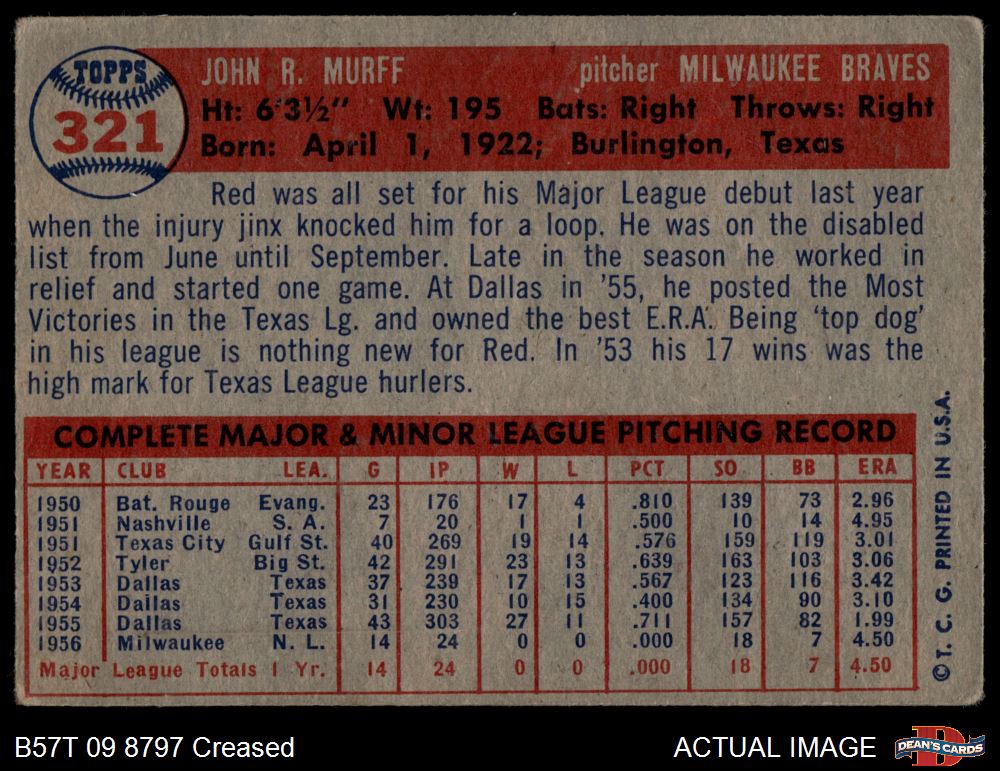 TOPPS
321
JOHN R. MURFF pitcher MILWAUKEE BRAVES
Ht: 6'3½" Wt: 195 Bats: Right Throws: Right
Born: April 1, 1922; Burlington, Texas
Red was all set for his Major League debut last year
when the injury jinx knocked him for a loop. He was on the disabled
list from June until September. Late in the season he worked in
relief and started one game. At Dallas in '55, he posted the Most
Victories in the Texas Lg. and owned the best E.R.A. Being 'top dog'
in his league is nothing new for Red. In '53 his 17 wins was the
high mark for Texas League hurlers.
COMPLETE MAJOR & MINOR LEAGUE PITCHING RECORD
YEAR CLUB LEA. G IP W L PCT SO BB ERA
1950 Bat. Rouge Evang. 23 176 17 4 .810 139 73 2.96
1951 Nashville S. A. 7 20 1 1 .500 10 14 4.95
1951 Texas City Gulf St. 40 269 19 14 .576 159 119 3.01
1952 Tyler Big St. 42 291 23 13 .639 163 103 3.06
1953 Dallas Texas 37 239 17 13 .567 123 116 3.42
1954 Dallas Texas 31 230 10 15 .400 134 90 3.10
1955 Dallas Texas 43 303 27 11 .711 157 82 1.99
1956 Milwaukee N. L. 14 24 0 0 .000 18 7 4.50
Major League Totals 1 Yr. 14 24 0 0 .000 18 7 4.50
©T. C. G. PRINTED IN U.S.A.
B57T 09 8797 Creased ACTUAL IMAGE
DEAN'S CARDS